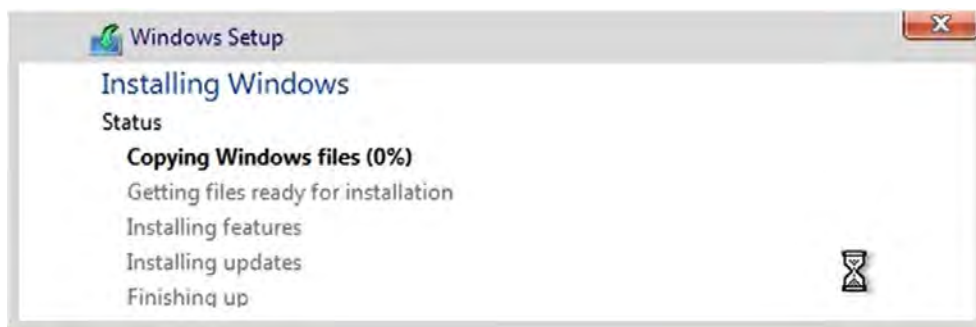 Windows Setup
Installing Windows
Status
Copying Windows files (0%)
Getting files ready for installation
Installing features
Installing updates
Finishing up